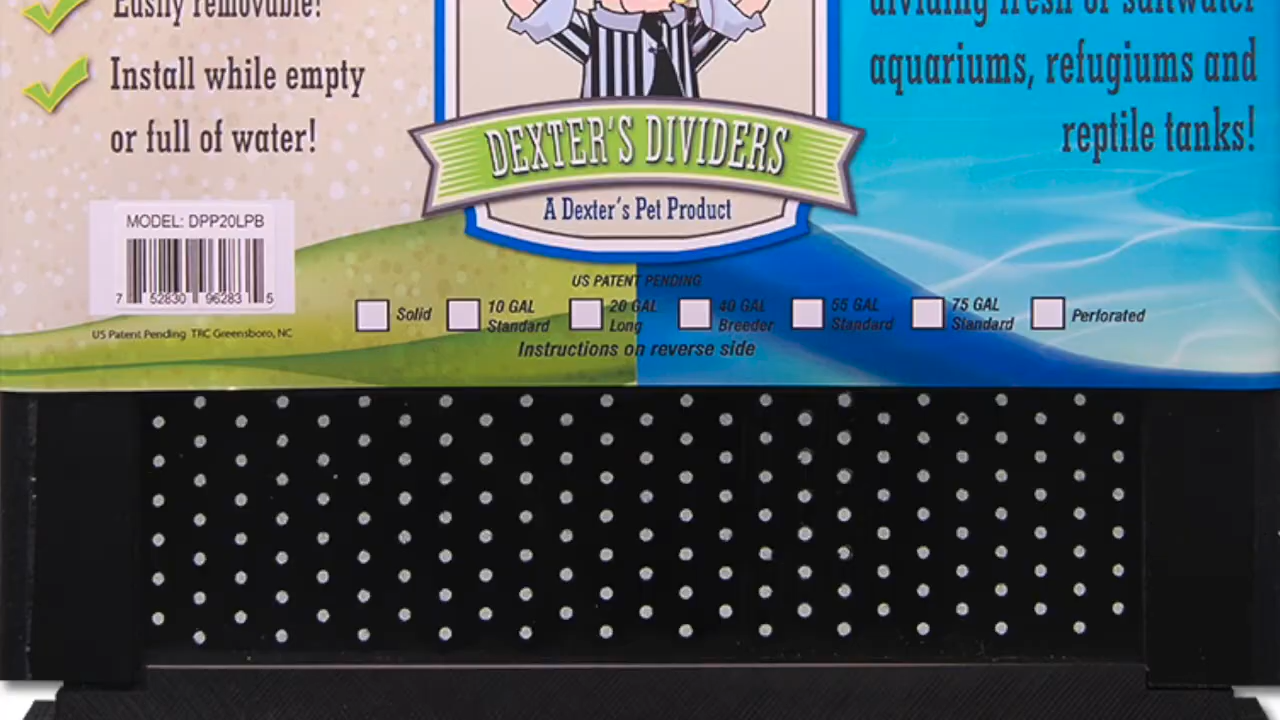 Easily removable!
Install while empty
or full of water!
dividing fresh or saltwater
aquariums, refugiums and
reptile tanks!
DEXTER'S DIVIDERS
A Dexter's Pet Product
MODEL: DPP20LPB
7 52830 96283 5
US Patent Pending TRC Greensboro, NC
US PATENT PENDING
Solid
10 GAL
Standard
20 GAL
Long
40 GAL
Breeder
55 GAL
Standard
75 GAL
Standard
Perforated
Instructions on reverse side